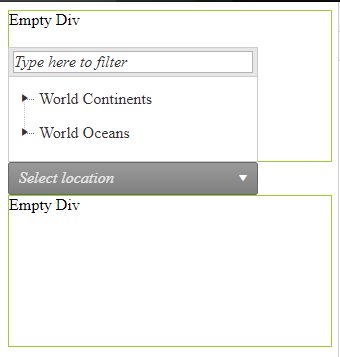 Empty Div
Type here to filter
World Continents
World Oceans
Select location
Empty Div